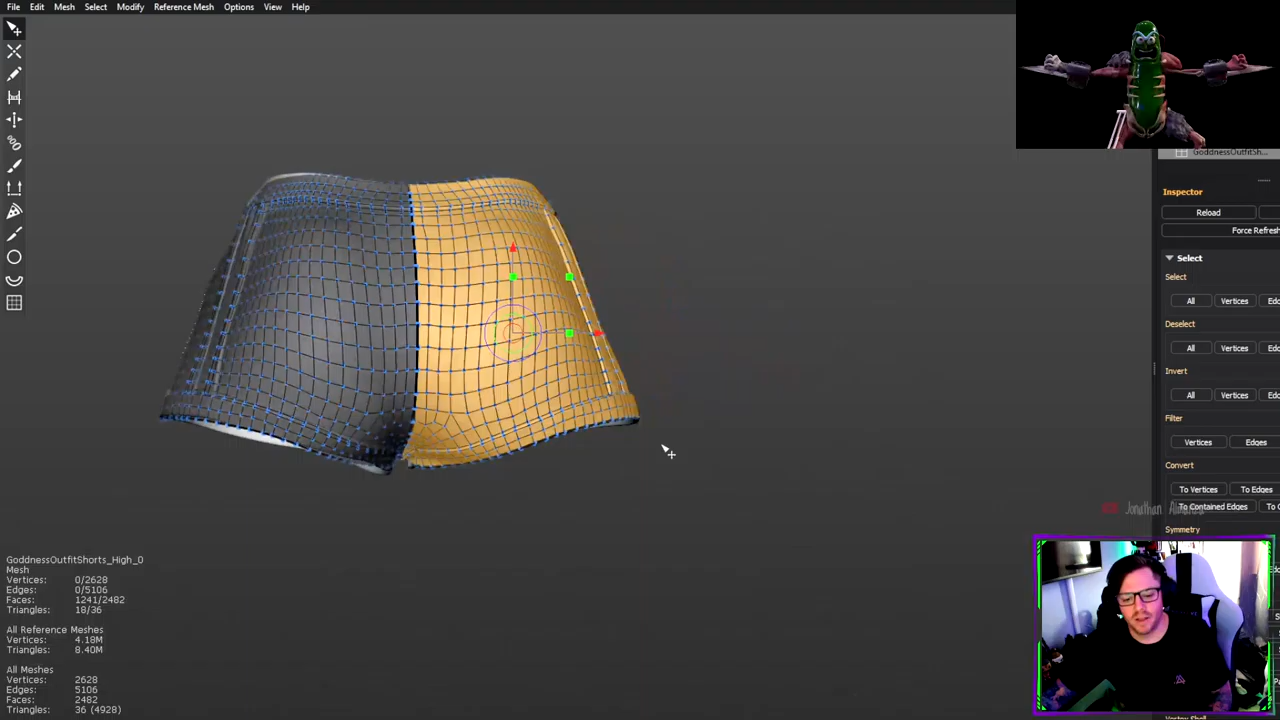 File Edit Mesh Select Modify Reference Mesh Options View Help
GoddnessOutfitSh...
Inspector
Reload
Force Refresh
Select
Select
All Vertices
Deselect
All Vertices
Invert
All Vertices
Filter
Vertices Edges
Convert
To Vertices To Edges
To Contained Edges
Symmetry
Jonathan
GoddnessOutfitShorts_High_0
Mesh
Vertices: 0/2628
Edges: 0/5106
Faces: 1241/2482
Triangles: 18/36
All Reference Meshes
Vertices: 4.18M
Triangles: 8.40M
All Meshes
Vertices: 2628
Edges: 5106
Faces: 2482
Triangles: 36 (4928)